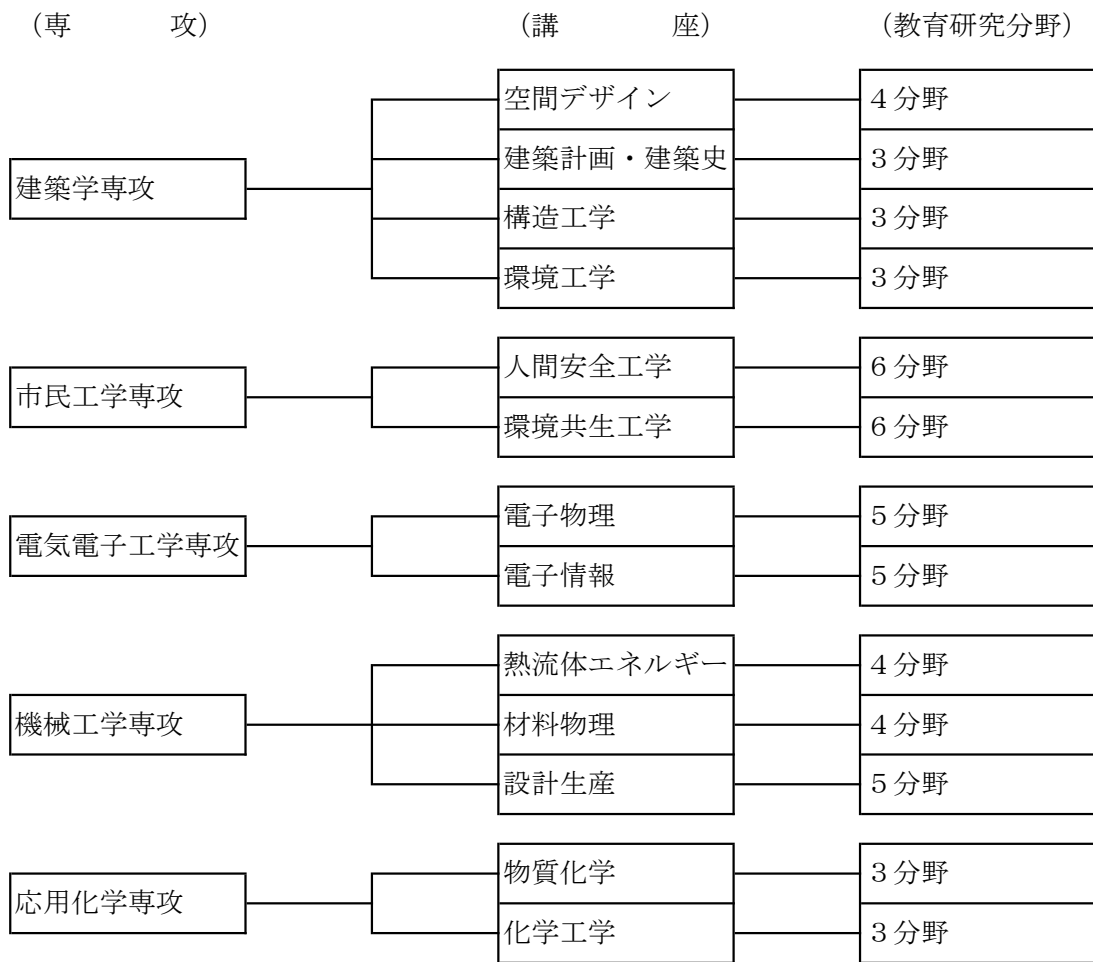 （専　　　攻）　（講　　　座）　（教育研究分野）
空間デザイン　４分野
建築計画・建築史　３分野
建築学専攻
構造工学　３分野
環境工学　３分野
人間安全工学　６分野
市民工学専攻
環境共生工学　６分野
電子物理　５分野
電気電子工学専攻
電子情報　５分野
熱流体エネルギー　４分野
機械工学専攻　材料物理　４分野
設計生産　５分野
物質化学　３分野
応用化学専攻
化学工学　３分野